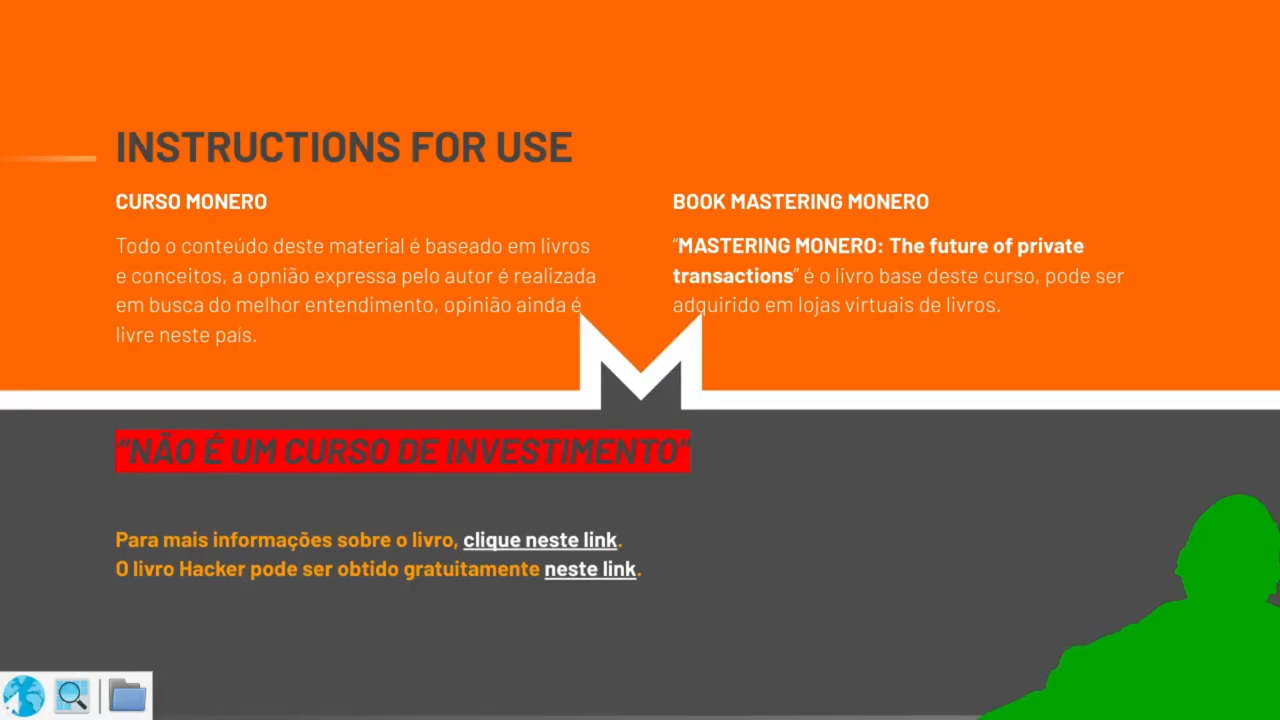 INSTRUCTIONS FOR USE
CURSO MONERO
Todo o conteúdo deste material é baseado em livros
e conceitos, a opnião expressa pelo autor é realizada
em busca do melhor entendimento, opinião ainda é
livre neste país.
BOOK MASTERING MONERO
“MASTERING MONERO: The future of private
transactions” é o livro base deste curso, pode ser
adquirido em lojas virtuais de livros.
“NÃO É UM CURSO DE INVESTIMENTO”
Para mais informações sobre o livro, clique neste link.
O livro Hacker pode ser obtido gratuitamente neste link.